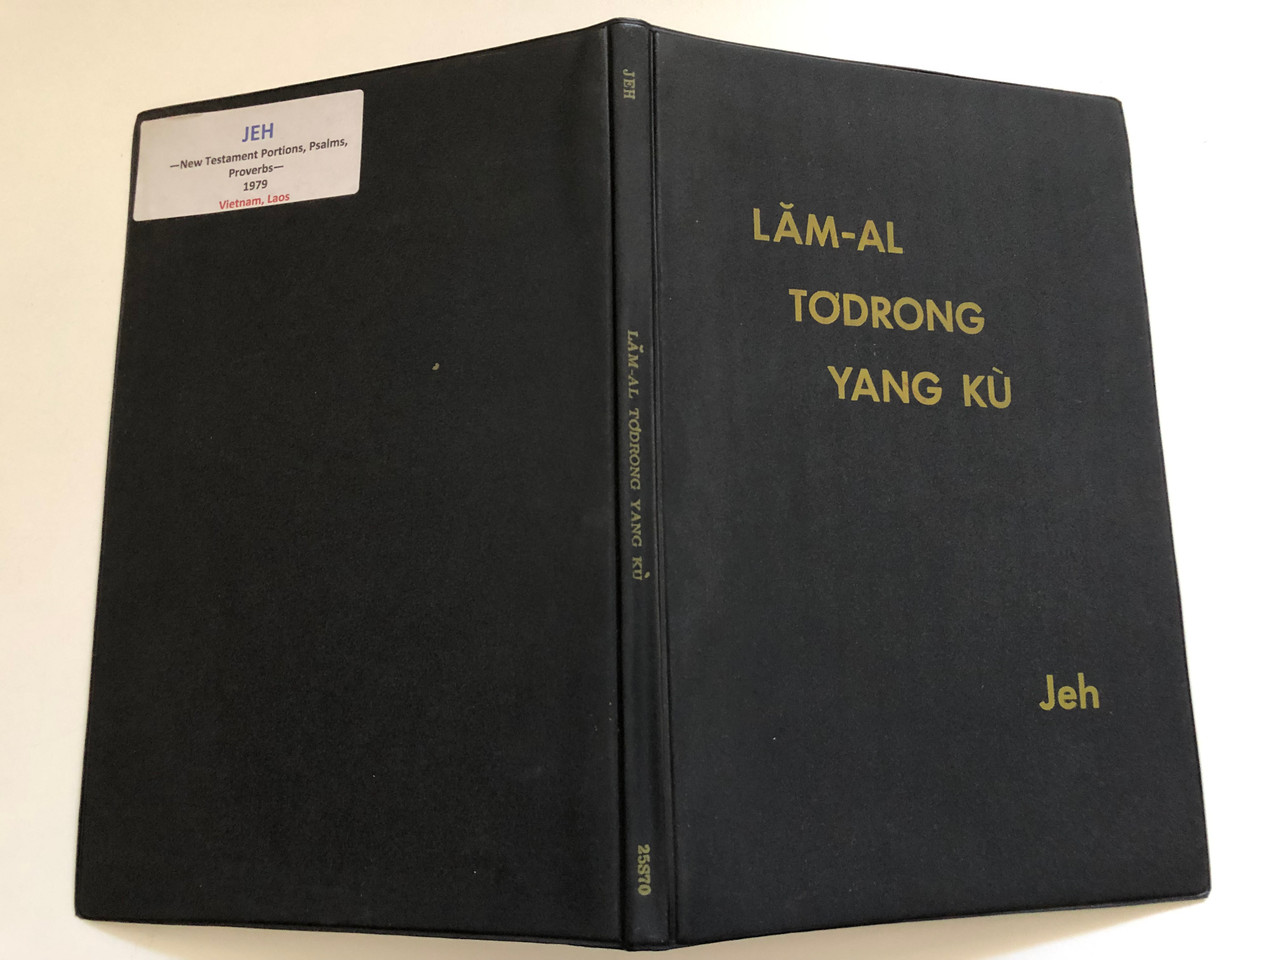 JEH
—New Testament Portions, Psalms,
Proverbs—
1979
Vietnam, Laos
JEH
LĂM-AL TƠDRONG YANG KÙ
25S70
LĂM-AL
TƠDRONG
YANG KÙ
Jeh